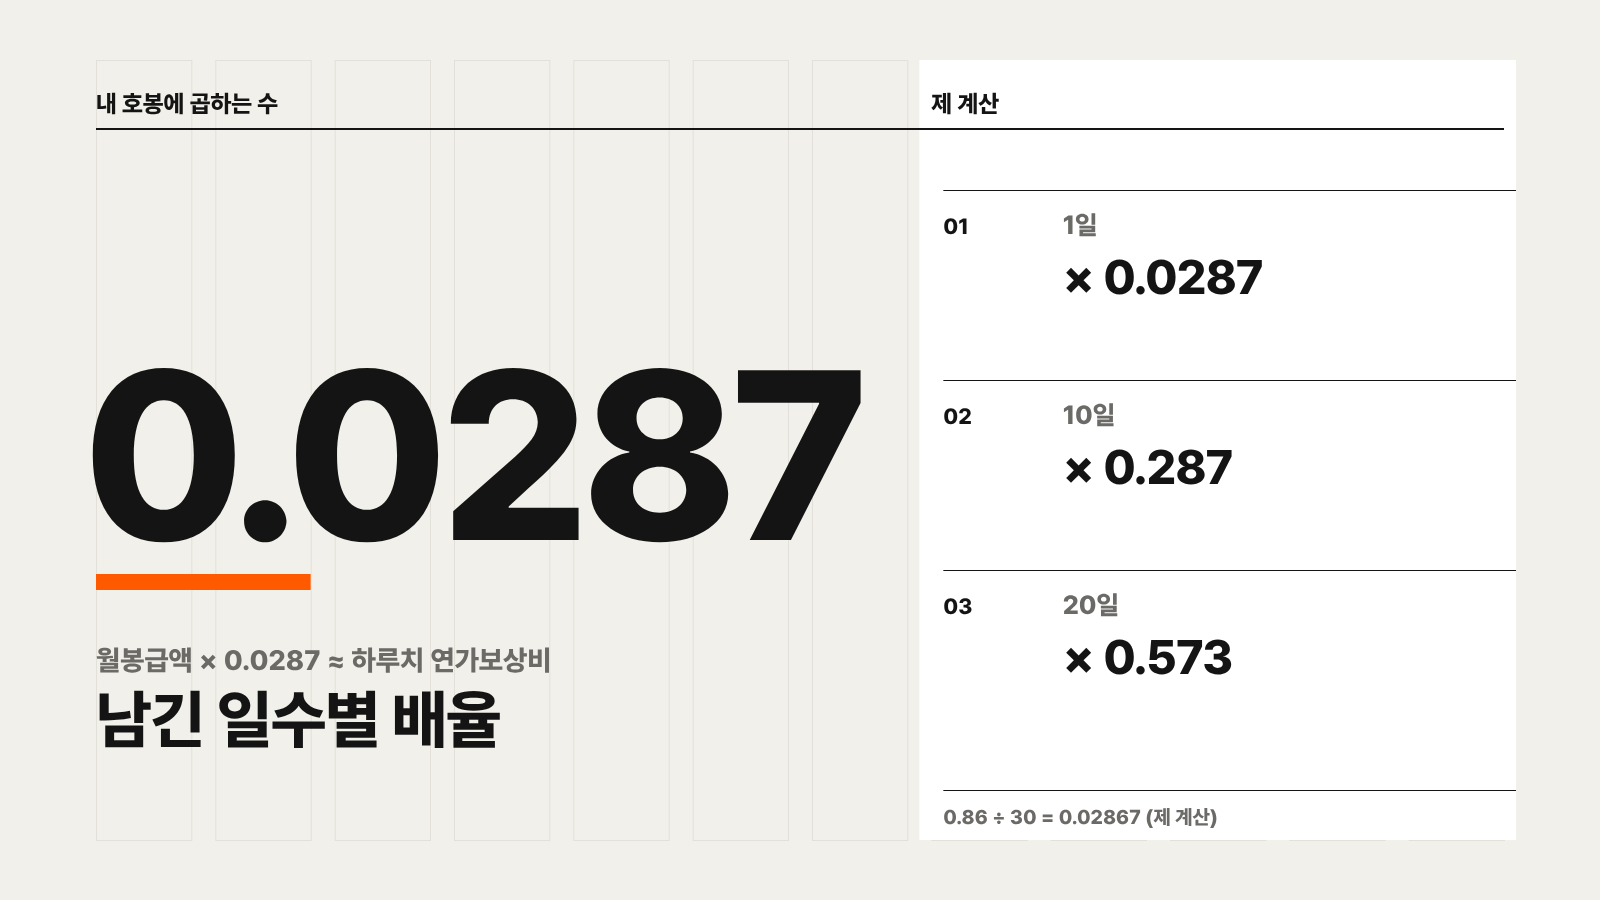 내 호봉에 곱하는 수
0.0287
월봉급액 × 0.0287 ≈ 하루치 연가보상비
남긴 일수별 배율
제 계산
01
1일
× 0.0287
02
10일
× 0.287
03
20일
× 0.573
0.86 ÷ 30 = 0.02867 (제 계산)